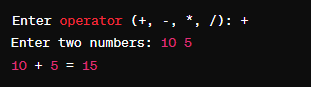 Enter operator (+, -, *, /): +
Enter two numbers: 10 5
10 + 5 = 15